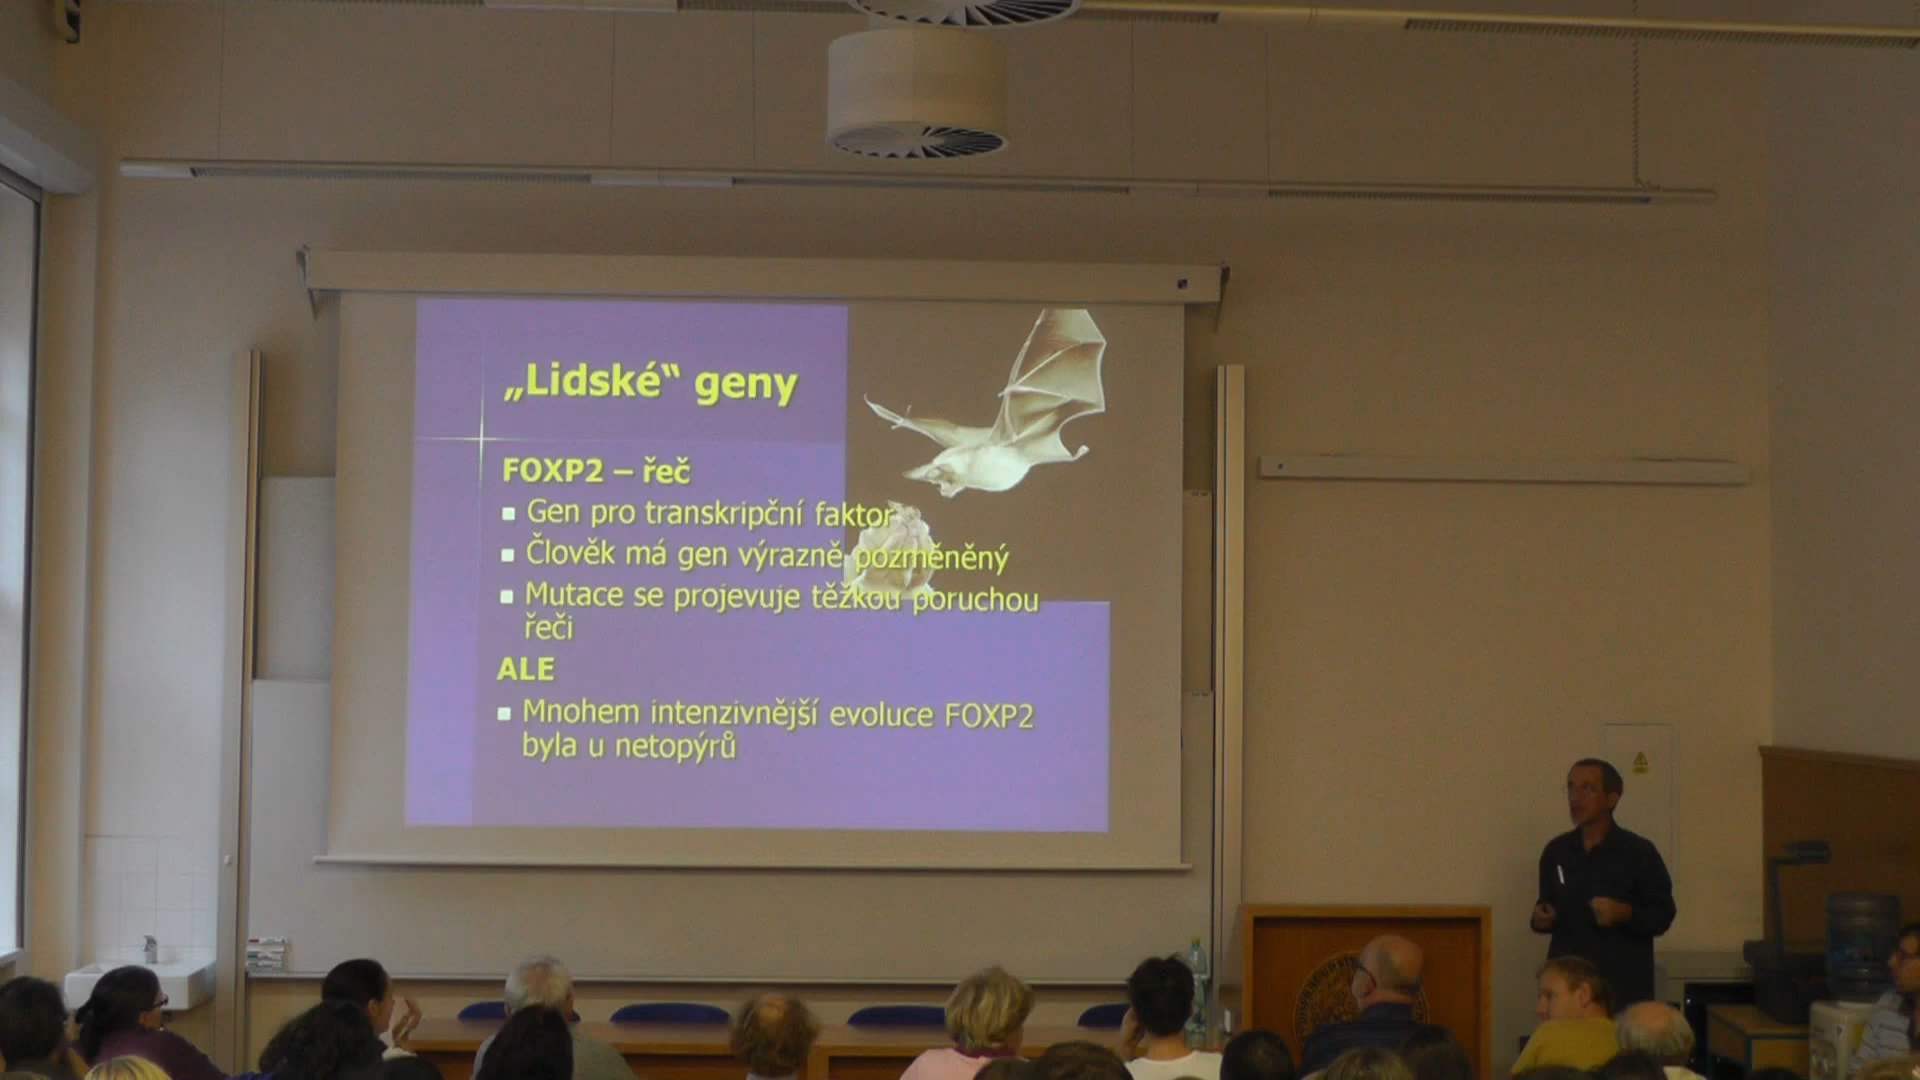 „Lidské“ geny
FOXP2 – řeč
Gen pro transkripční faktor
Člověk má gen výrazně pozměněný
Mutace se projevuje těžkou poruchou
řeči
ALE
Mnohem intenzivnější evoluce FOXP2
byla u netopýrů